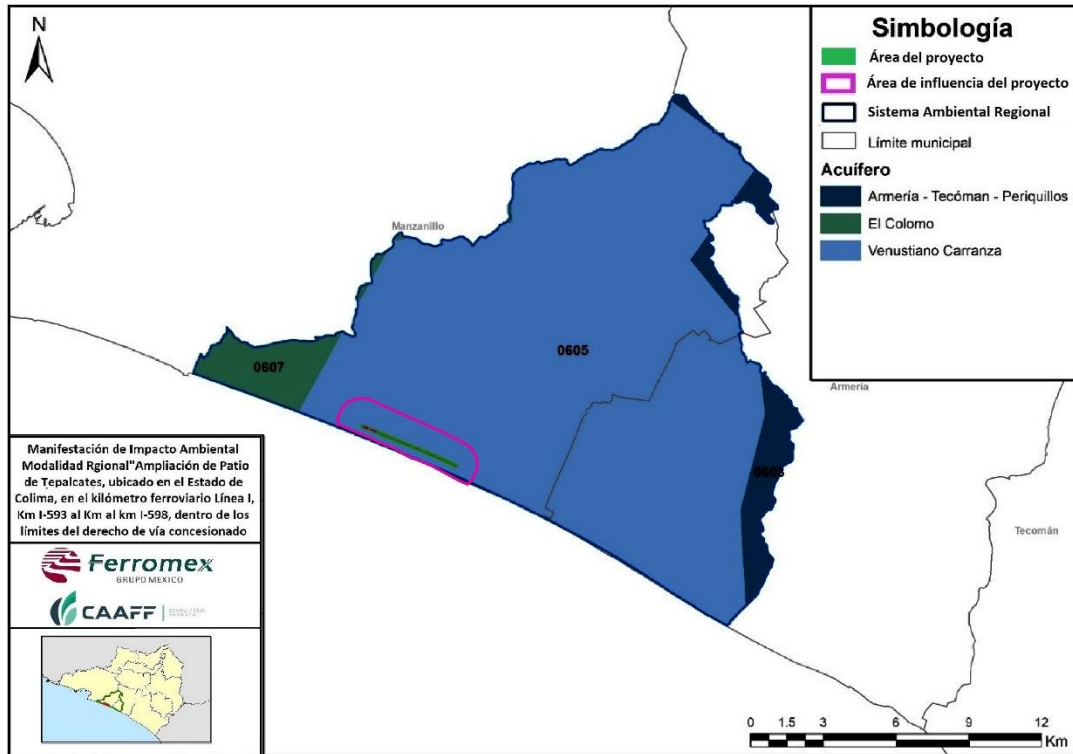 N
Simbología
Área del proyecto
Área de influencia del proyecto
Sistema Ambiental Regional
Límite municipal
Acuífero
Armería - Tecóman - Periquillos
El Colomo
Venustiano Carranza
Manzanillo
0607
0605
Armería
0603
Tecomán
Manifestación de Impacto Ambiental
Modalidad Rgional"Ampliación de Patio
de Tepalcates, ubicado en el Estado de
Colima, en el kilómetro ferroviario Línea I,
Km I-593 al Km al km I-598, dentro de los
límites del derecho de vía concesionado
Ferromex
GRUPO MEXICO
CAAFF
CONSULTORÍA
AMBIENTAL
0 1.5 3 6 9 12
Km